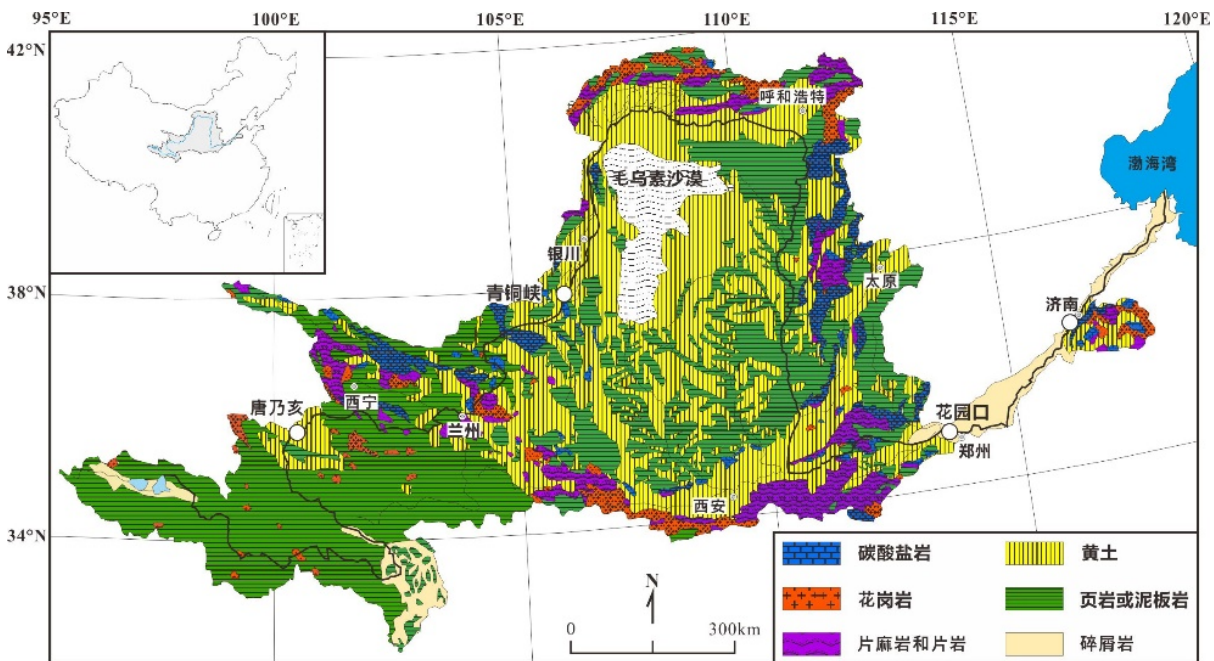 95°E 100°E 105°E 110°E 115°E 120°E
42°N
呼和浩特
渤海湾
毛乌素沙漠
银川
太原
38°N
青铜峡
济南
唐乃亥
西宁
兰州
花园口
郑州
西安
34°N
N
0 300km
碳酸盐岩 黄土
花岗岩 页岩或泥板岩
片麻岩和片岩 碎屑岩